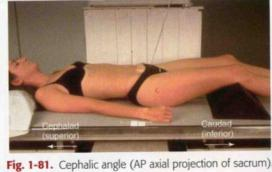 Cephalad Caudad
(superior) (inferior)
Fig. 1-81. Cephalic angle (AP axial projection of sacrum)